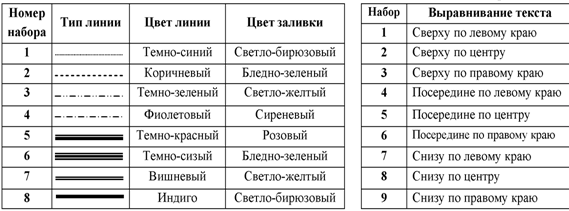 Номер набора Тип линии Цвет линии Цвет заливки
1 Темно-синий Светло-бирюзовый
2 Коричневый Бледно-зеленый
3 Темно-зеленый Светло-желтый
4 Фиолетовый Сиреневый
5 Темно-красный Розовый
6 Темно-сизый Бледно-зеленый
7 Вишневый Светло-желтый
8 Индиго Светло-бирюзовый
Набор Выравнивание текста
1 Сверху по левому краю
2 Сверху по центру
3 Сверху по правому краю
4 Посередине по левому краю
5 Посередине по центру
6 Посередине по правому краю
7 Снизу по левому краю
8 Снизу по центру
9 Снизу по правому краю